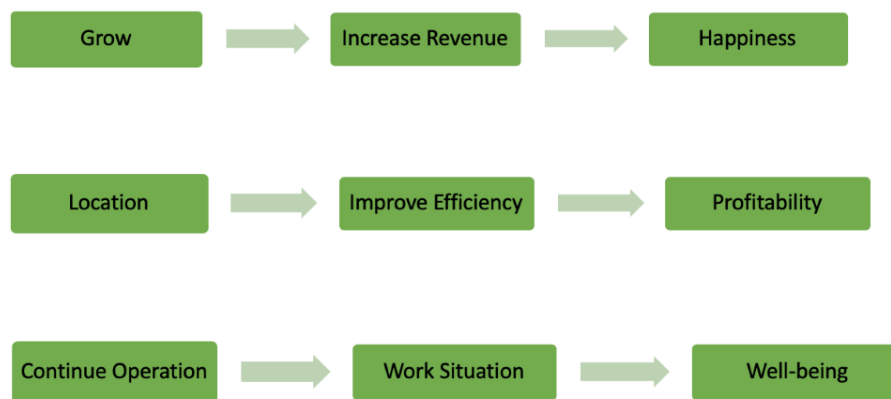 Grow
Increase Revenue
Happiness
Location
Improve Efficiency
Profitability
Continue Operation
Work Situation
Well-being